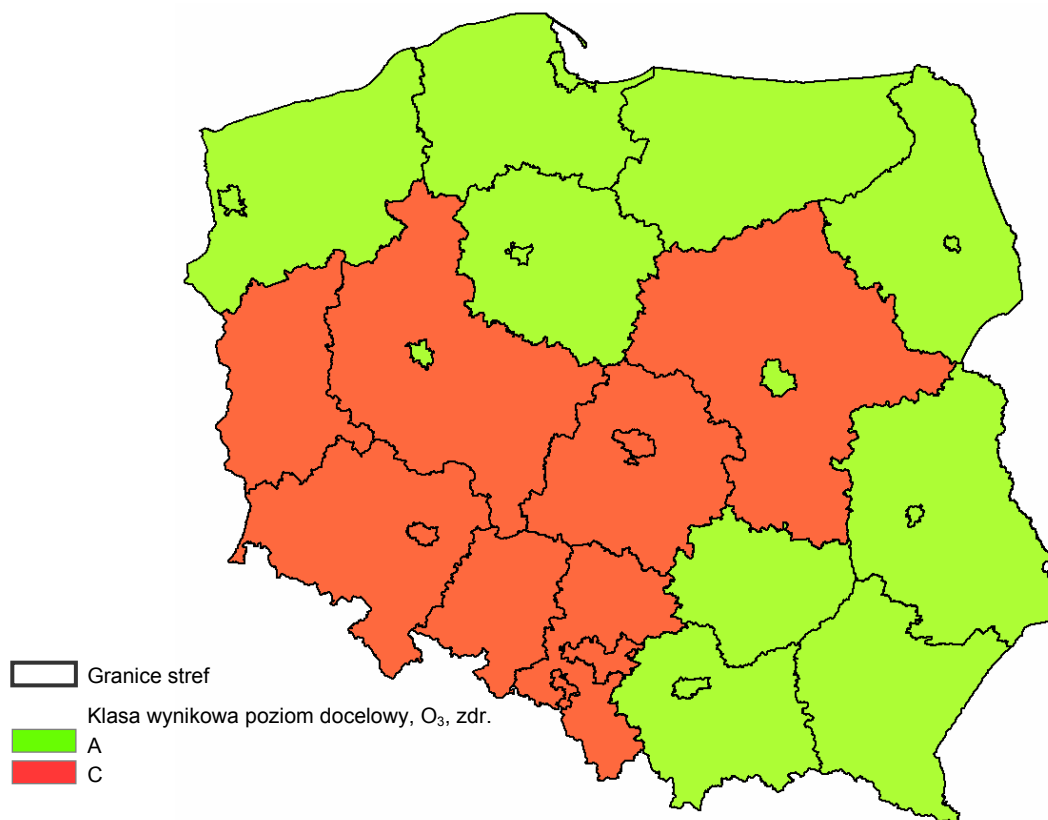 Granice stref
Klasa wynikowa poziom docelowy, O₃, zdr.
A
C